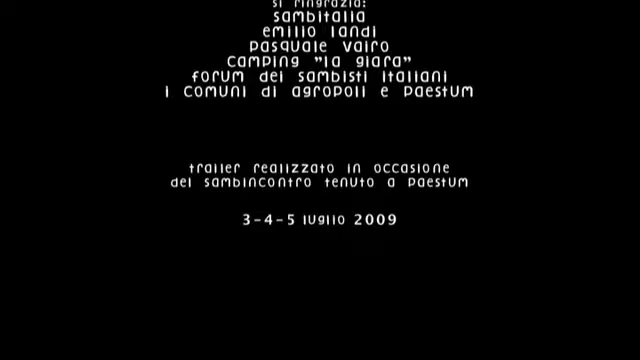 si ringrazia:
sambitalia
emilio landi
pasquale vairo
camping "la giara"
forum dei sambisti italiani
i comuni di agropoli e paestum
trailer realizzato in occasione
del sambincontro tenuto a paestum
3-4-5 luglio 2009